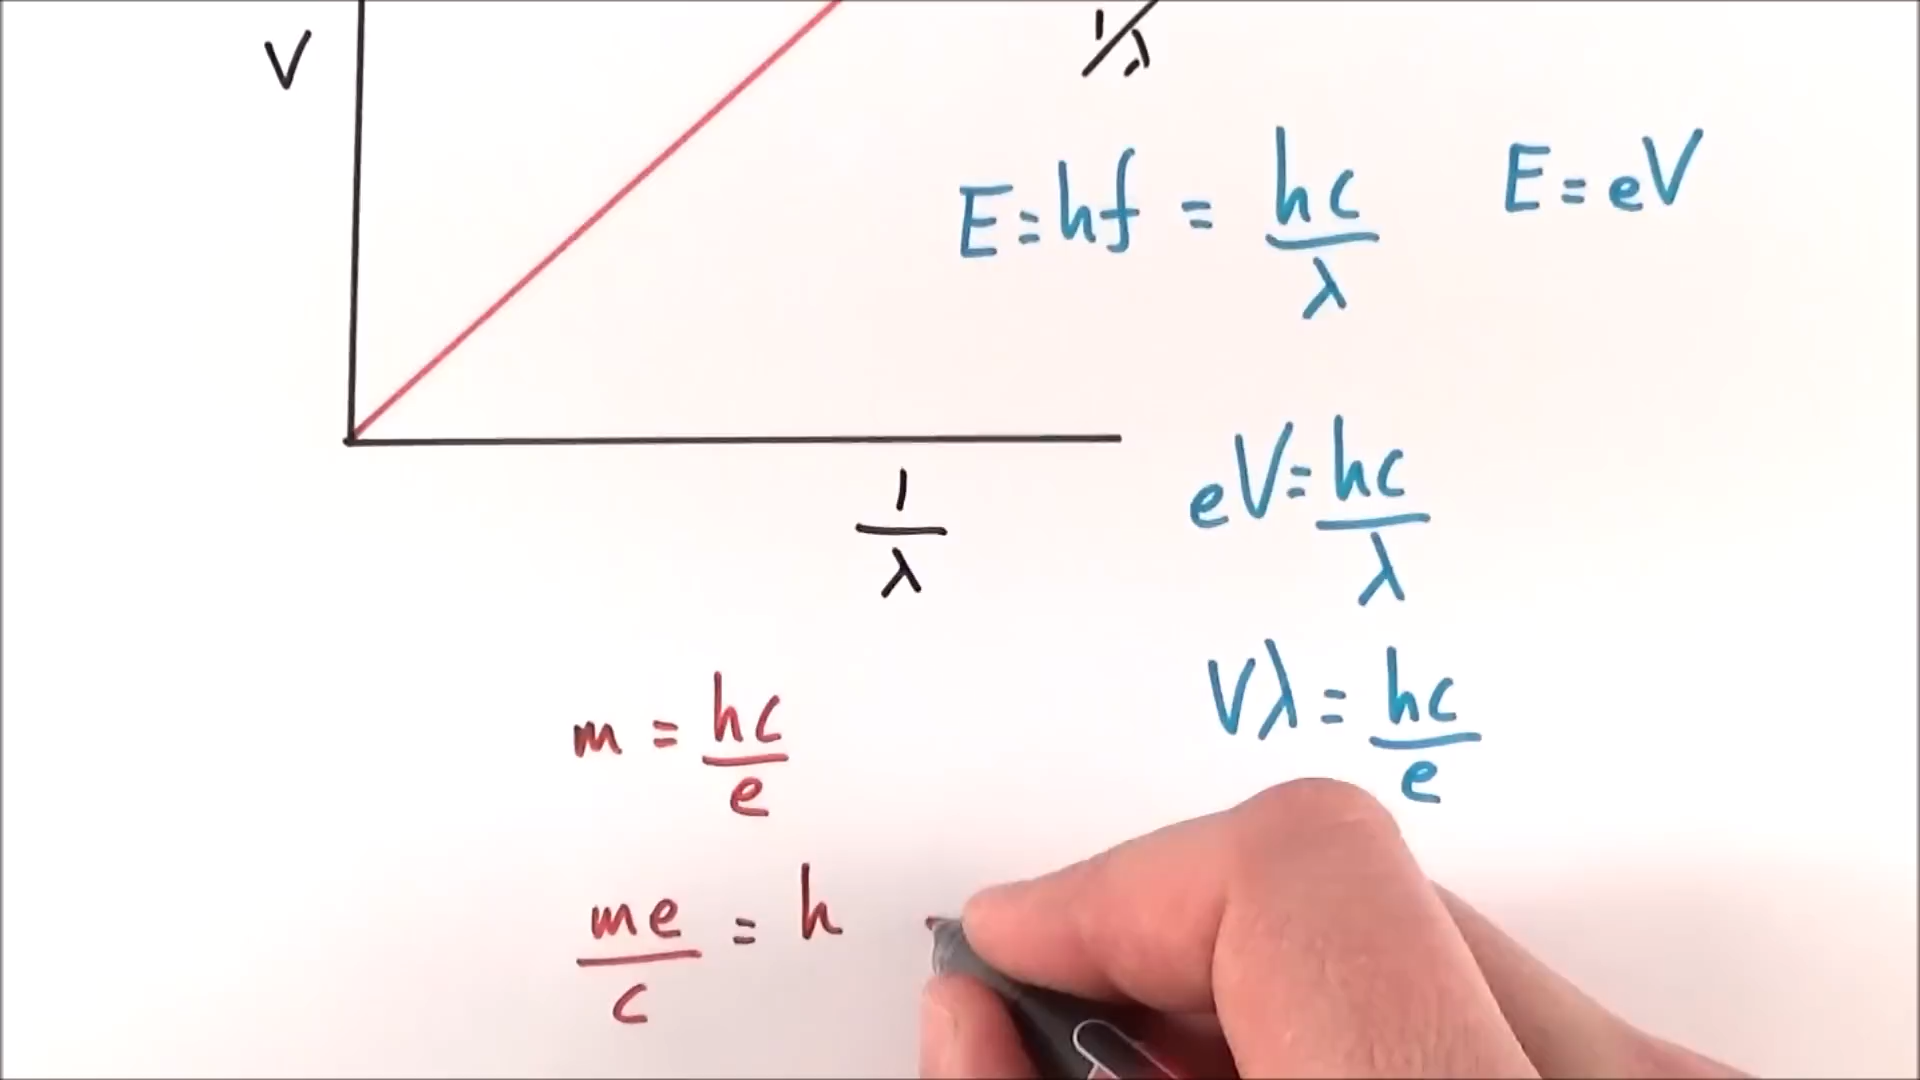 V
1/λ
E = hf = hc/λ
E = eV
1/λ
eV = hc/λ
Vλ = hc/e
m = hc/e
me/c = h